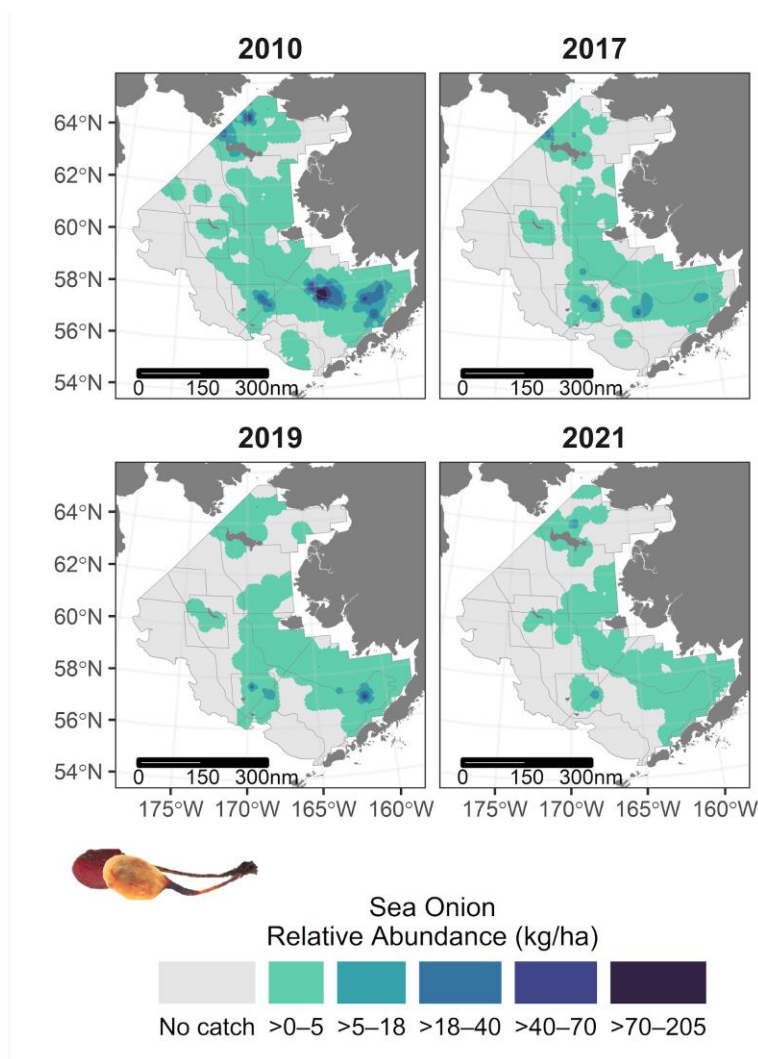 2010
2017
64°N
62°N
60°N
58°N
56°N
54°N
0 150 300nm
0 150 300nm
2019
2021
64°N
62°N
60°N
58°N
56°N
54°N
0 150 300nm
0 150 300nm
175°W 170°W 165°W 160°W
175°W 170°W 165°W 160°W
Sea Onion
Relative Abundance (kg/ha)
No catch >0–5 >5–18 >18–40 >40–70 >70–205